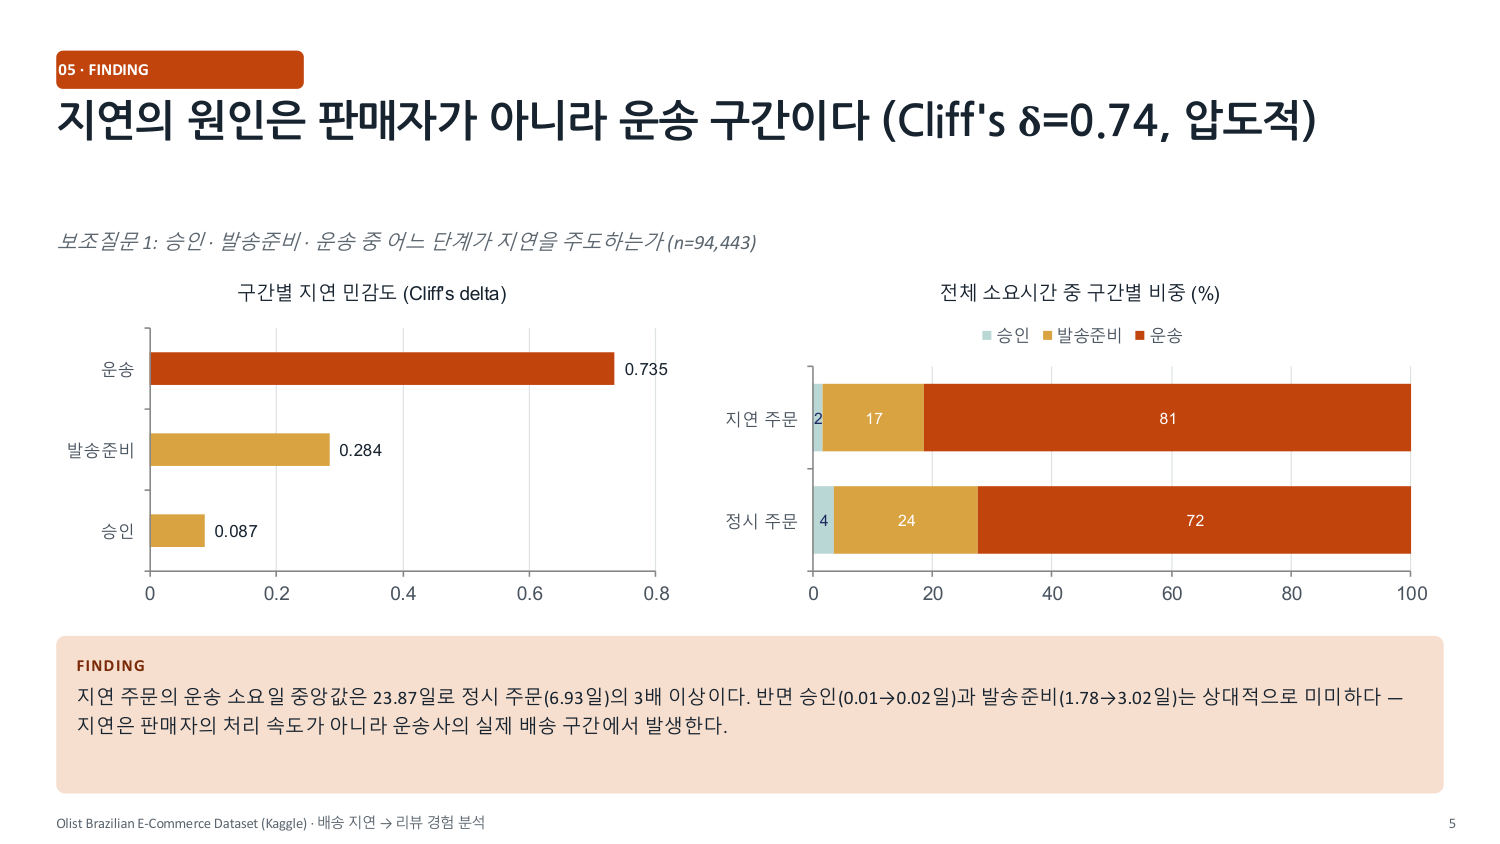 05 · FINDING
지연의 원인은 판매자가 아니라 운송 구간이다 (Cliff's δ=0.74, 압도적)
보조질문 1: 승인 · 발송준비 · 운송 중 어느 단계가 지연을 주도하는가 (n=94,443)
구간별 지연 민감도 (Cliff's delta)
운송
0.735
발송준비
0.284
승인
0.087
0 0.2 0.4 0.6 0.8
전체 소요시간 중 구간별 비중 (%)
승인 발송준비 운송
지연 주문 2 17 81
정시 주문 4 24 72
0 20 40 60 80 100
FINDING
지연 주문의 운송 소요일 중앙값은 23.87일로 정시 주문(6.93일)의 3배 이상이다. 반면 승인(0.01→0.02일)과 발송준비(1.78→3.02일)는 상대적으로 미미하다 —
지연은 판매자의 처리 속도가 아니라 운송사의 실제 배송 구간에서 발생한다.
Olist Brazilian E-Commerce Dataset (Kaggle) · 배송 지연 → 리뷰 경험 분석
5